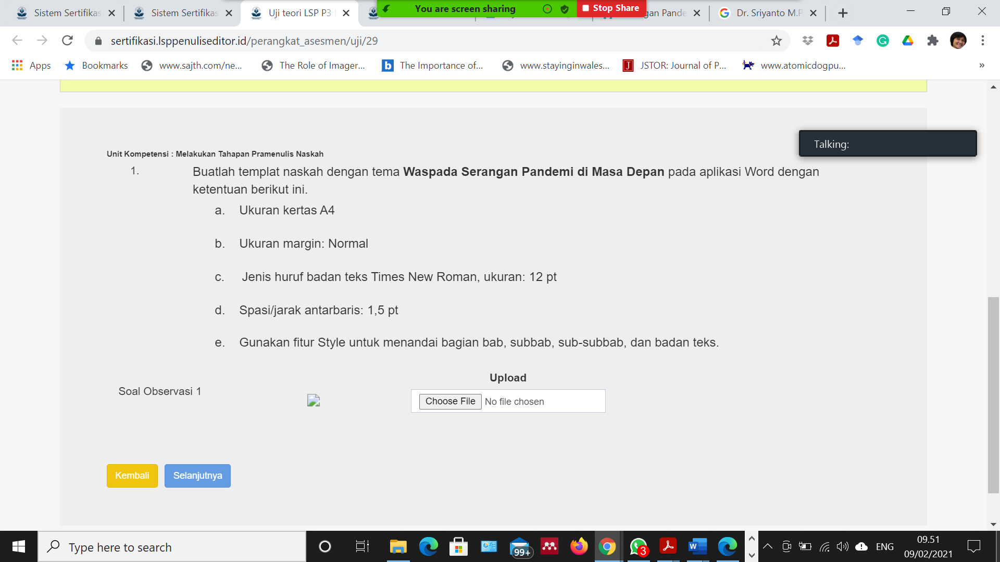 Sistem Sertifikas
Sistem Sertifikas
Uji teori LSP P3
You are screen sharing
Stop Share
gan Pande
Dr. Sriyanto M.P
sertifikasi.lsppenuliseditor.id/perangkat_asesmen/uji/29
Apps
Bookmarks
www.sajth.com/ne...
The Role of Imager...
The Importance of...
www.stayinginwales...
JSTOR: Journal of P...
www.atomicdogpu...
»
Talking:
Unit Kompetensi : Melakukan Tahapan Pramenulis Naskah
1. Buatlah templat naskah dengan tema Waspada Serangan Pandemi di Masa Depan pada aplikasi Word dengan
ketentuan berikut ini.
a. Ukuran kertas A4
b. Ukuran margin: Normal
c. Jenis huruf badan teks Times New Roman, ukuran: 12 pt
d. Spasi/jarak antarbaris: 1,5 pt
e. Gunakan fitur Style untuk menandai bagian bab, subbab, sub-subbab, dan badan teks.
Upload
Soal Observasi 1
Choose File No file chosen
Kembali
Selanjutnya
Type here to search
99+
3
ENG
09.51
09/02/2021